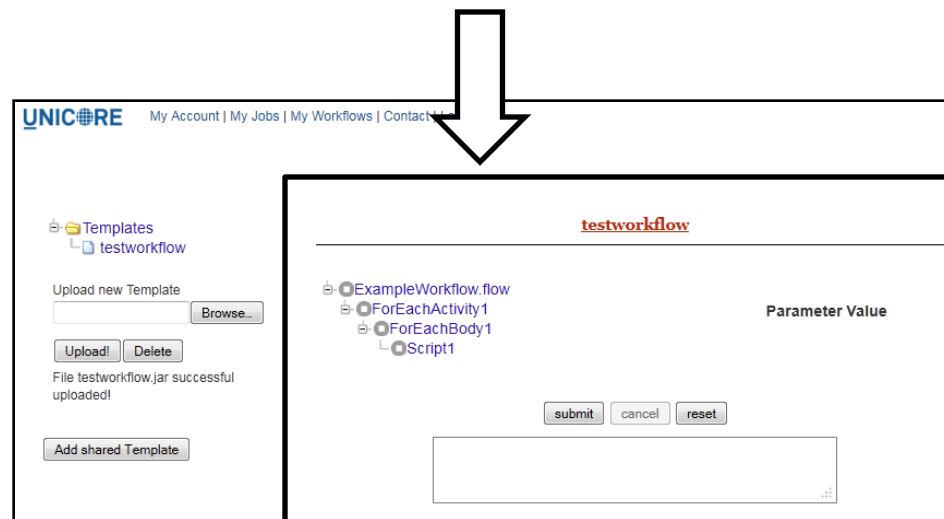 UNICORE My Account | My Jobs | My Workflows | Contact
Templates
testworkflow
Upload new Template
Browse...
Upload! Delete
File testworkflow.jar successful
uploaded!
Add shared Template
testworkflow
ExampleWorkflow.flow
ForEachActivity1
ForEachBody1
Script1
Parameter Value
submit cancel reset